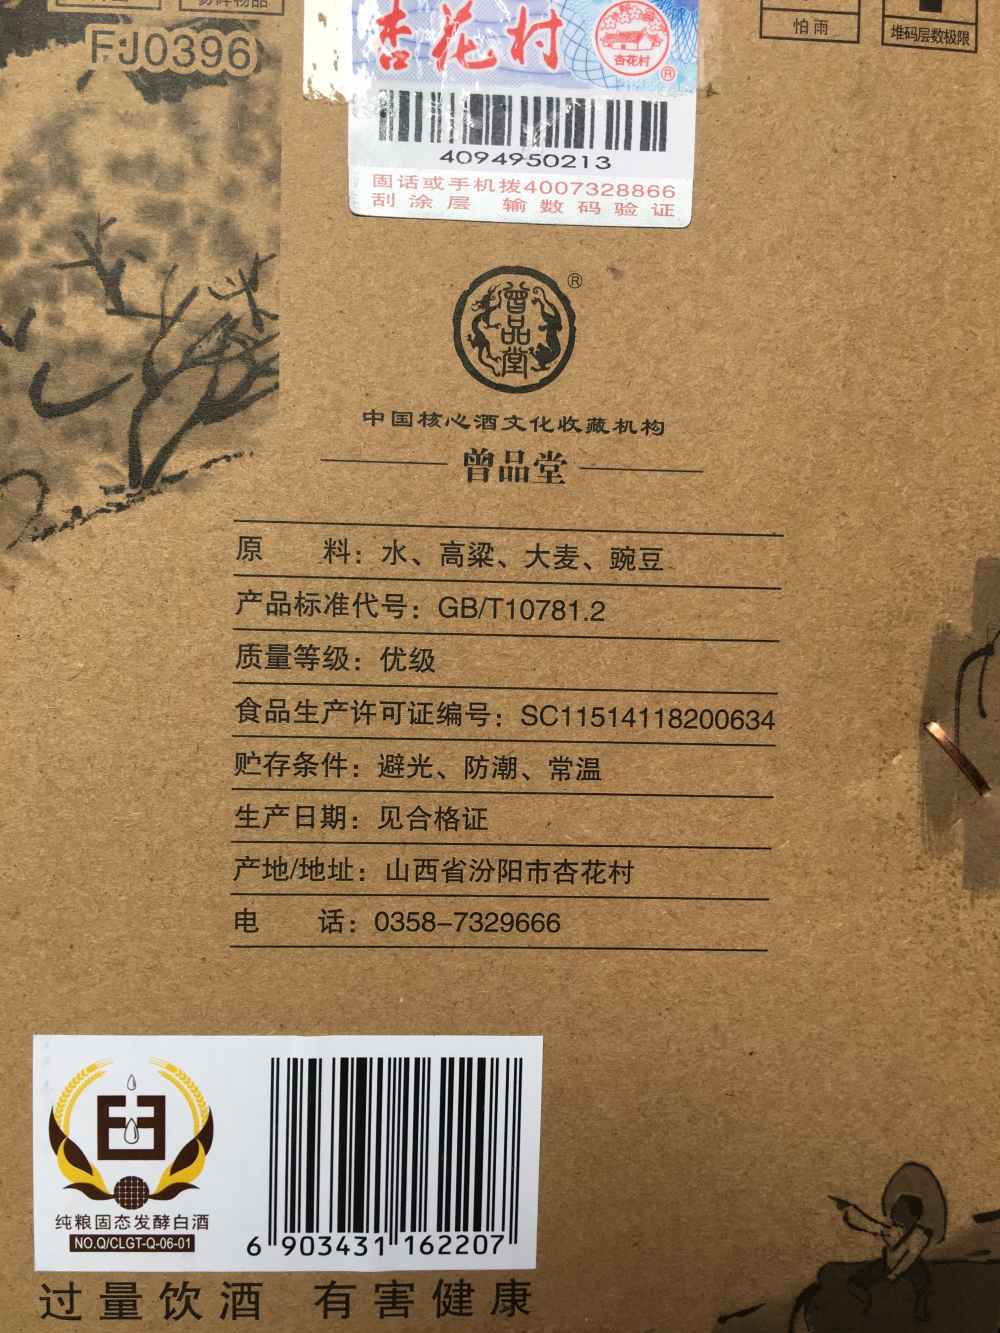 FJ0396
杏花村
杏花村
®
怕雨
堆码层数极限
4094950213
固话或手机拨4007328866
刮涂层 输数码验证
曾品堂
®
中国核心酒文化收藏机构
曾品堂
原 料：水、高粱、大麦、豌豆
产品标准代号：GB/T10781.2
质量等级：优级
食品生产许可证编号：SC11514118200634
贮存条件：避光、防潮、常温
生产日期：见合格证
产地/地址：山西省汾阳市杏花村
电 话：0358-7329666
纯粮固态发酵白酒
NO.Q/CLGT-Q-06-01
6 903431 162207
过量饮酒 有害健康